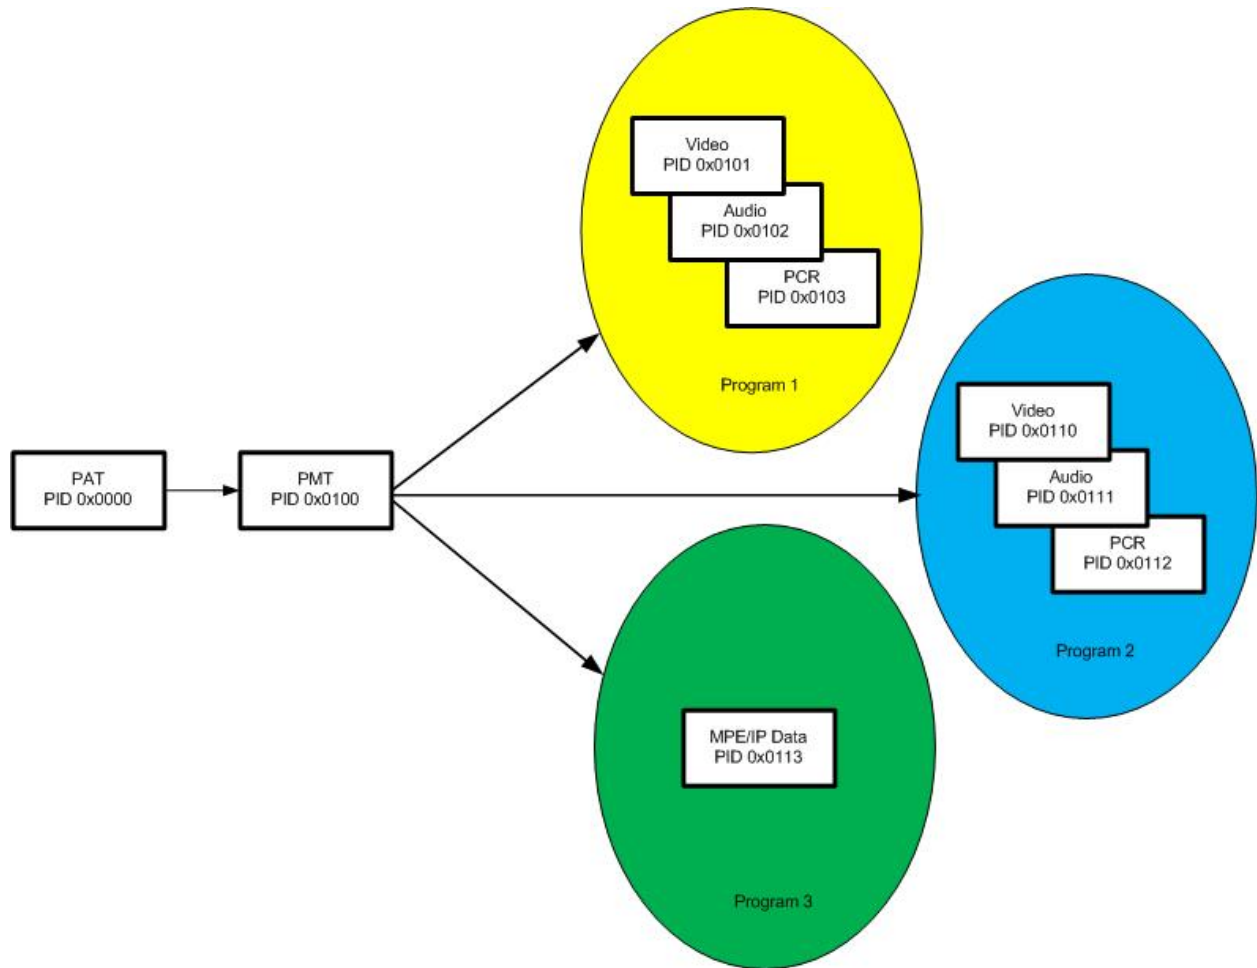 PAT
PID 0x0000
PMT
PID 0x0100
Video
PID 0x0101
Audio
PID 0x0102
PCR
PID 0x0103
Program 1
Video
PID 0x0110
Audio
PID 0x0111
PCR
PID 0x0112
Program 2
MPE/IP Data
PID 0x0113
Program 3